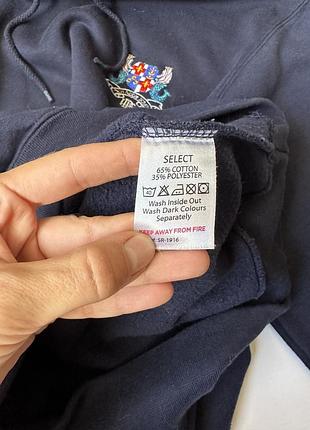 SELECT
65% COTTON
35% POLYESTER
Wash Inside Out
Wash Dark Colours
Separately
KEEP AWAY FROM FIRE
SR-1916